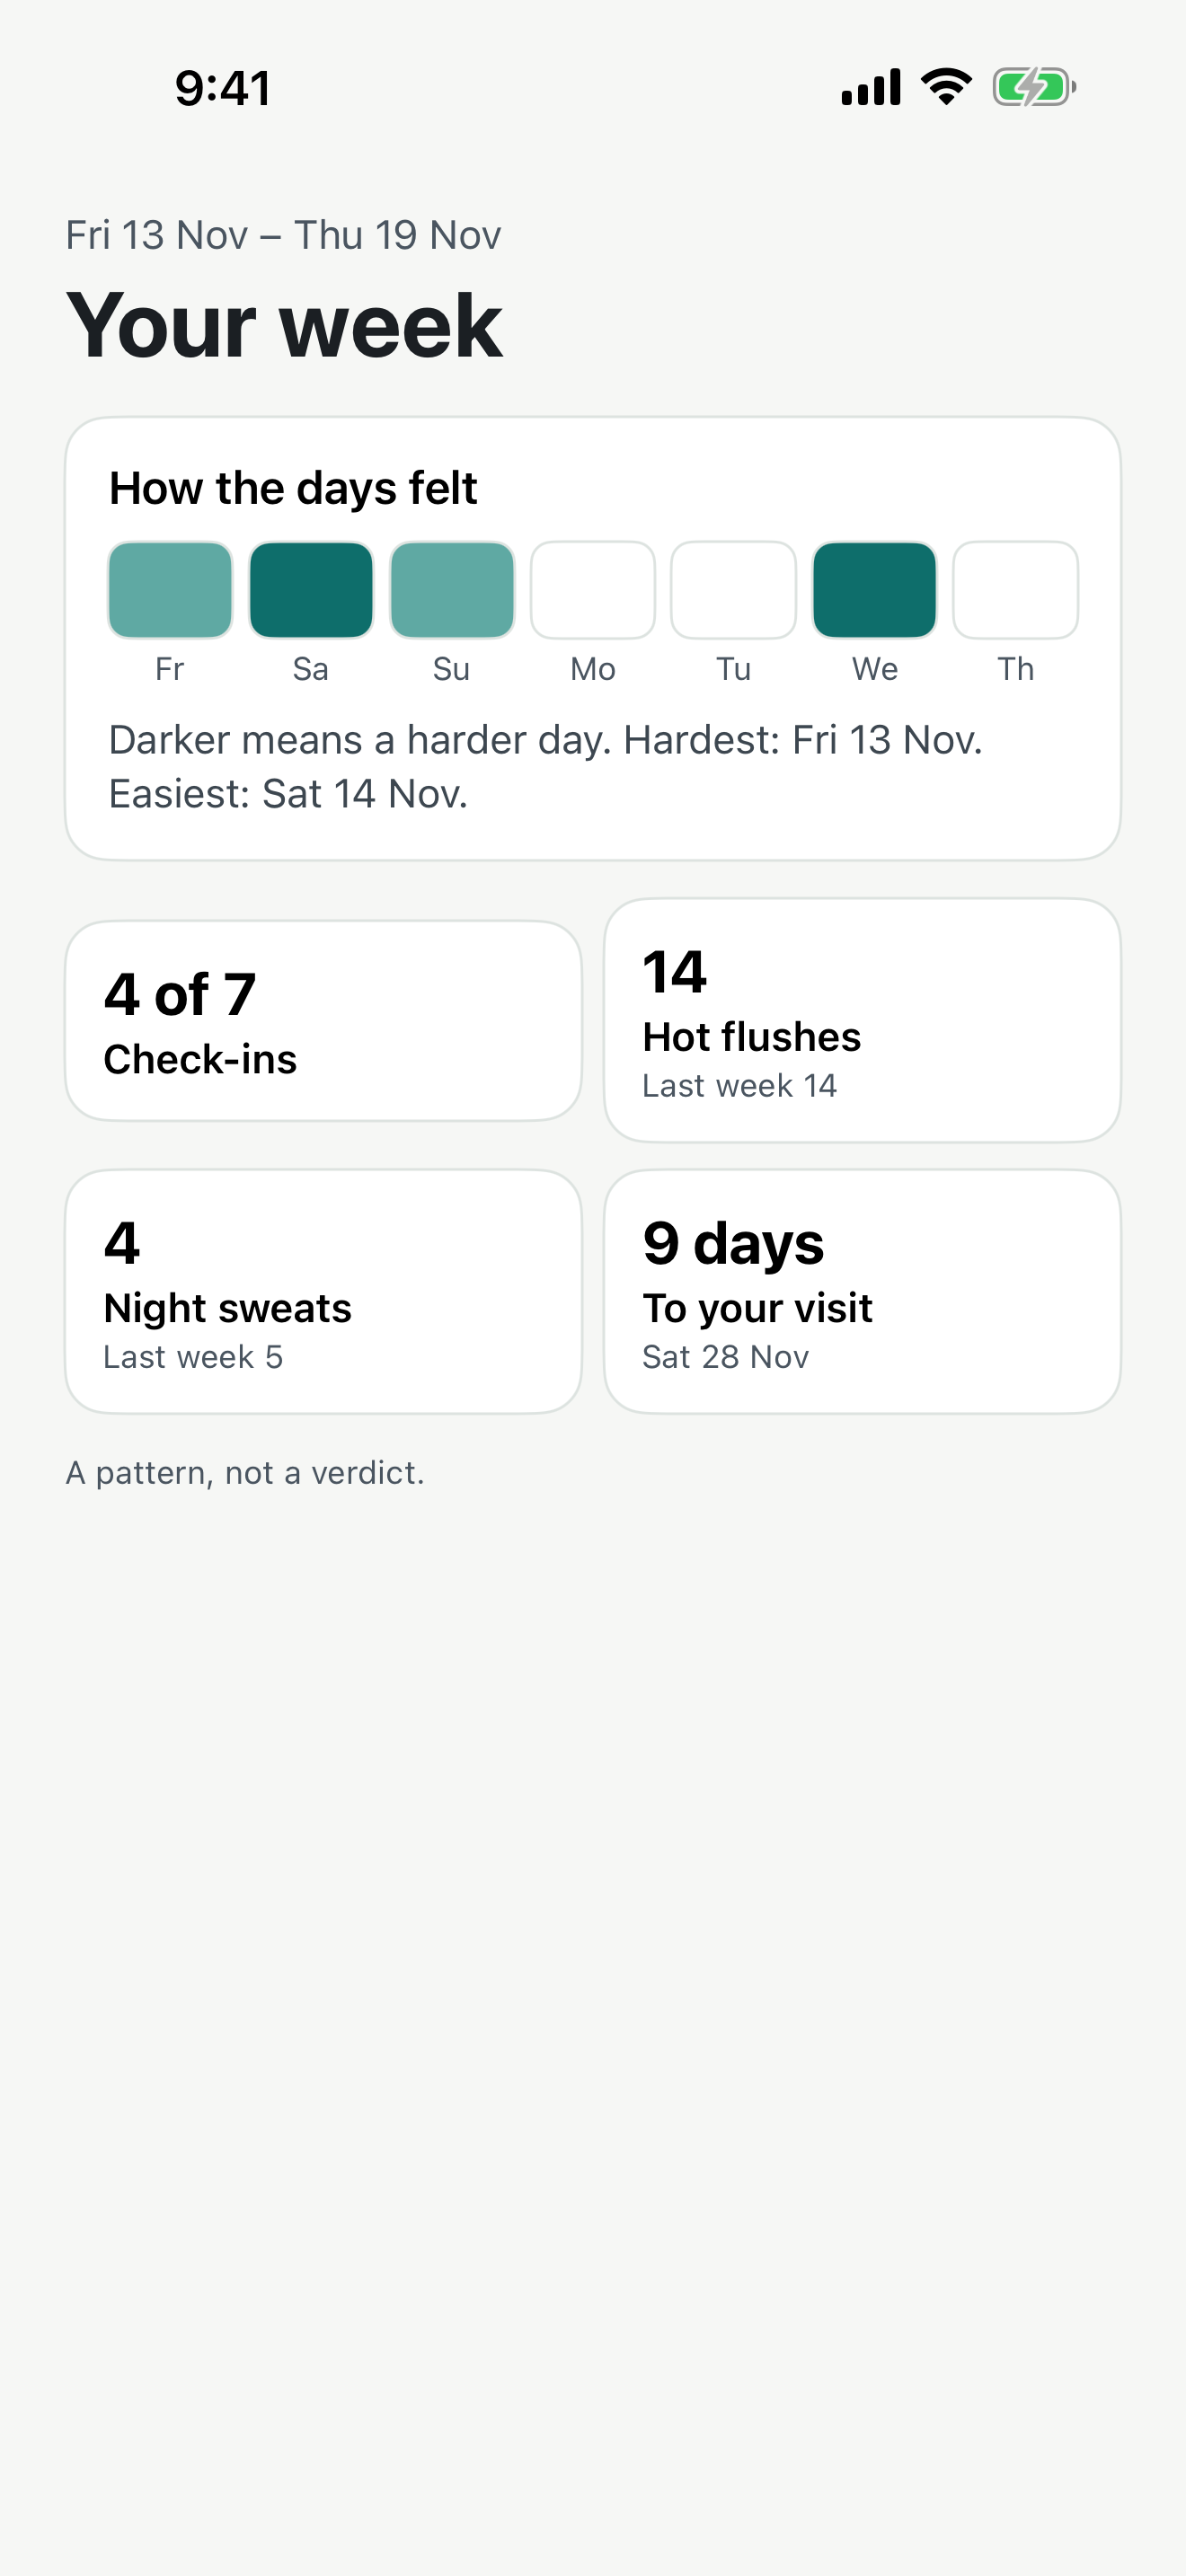 9:41
Fri 13 Nov – Thu 19 Nov
Your week
How the days felt
Fr Sa Su Mo Tu We Th
Darker means a harder day. Hardest: Fri 13 Nov.
Easiest: Sat 14 Nov.
4 of 7
Check-ins
14
Hot flushes
Last week 14
4
Night sweats
Last week 5
9 days
To your visit
Sat 28 Nov
A pattern, not a verdict.